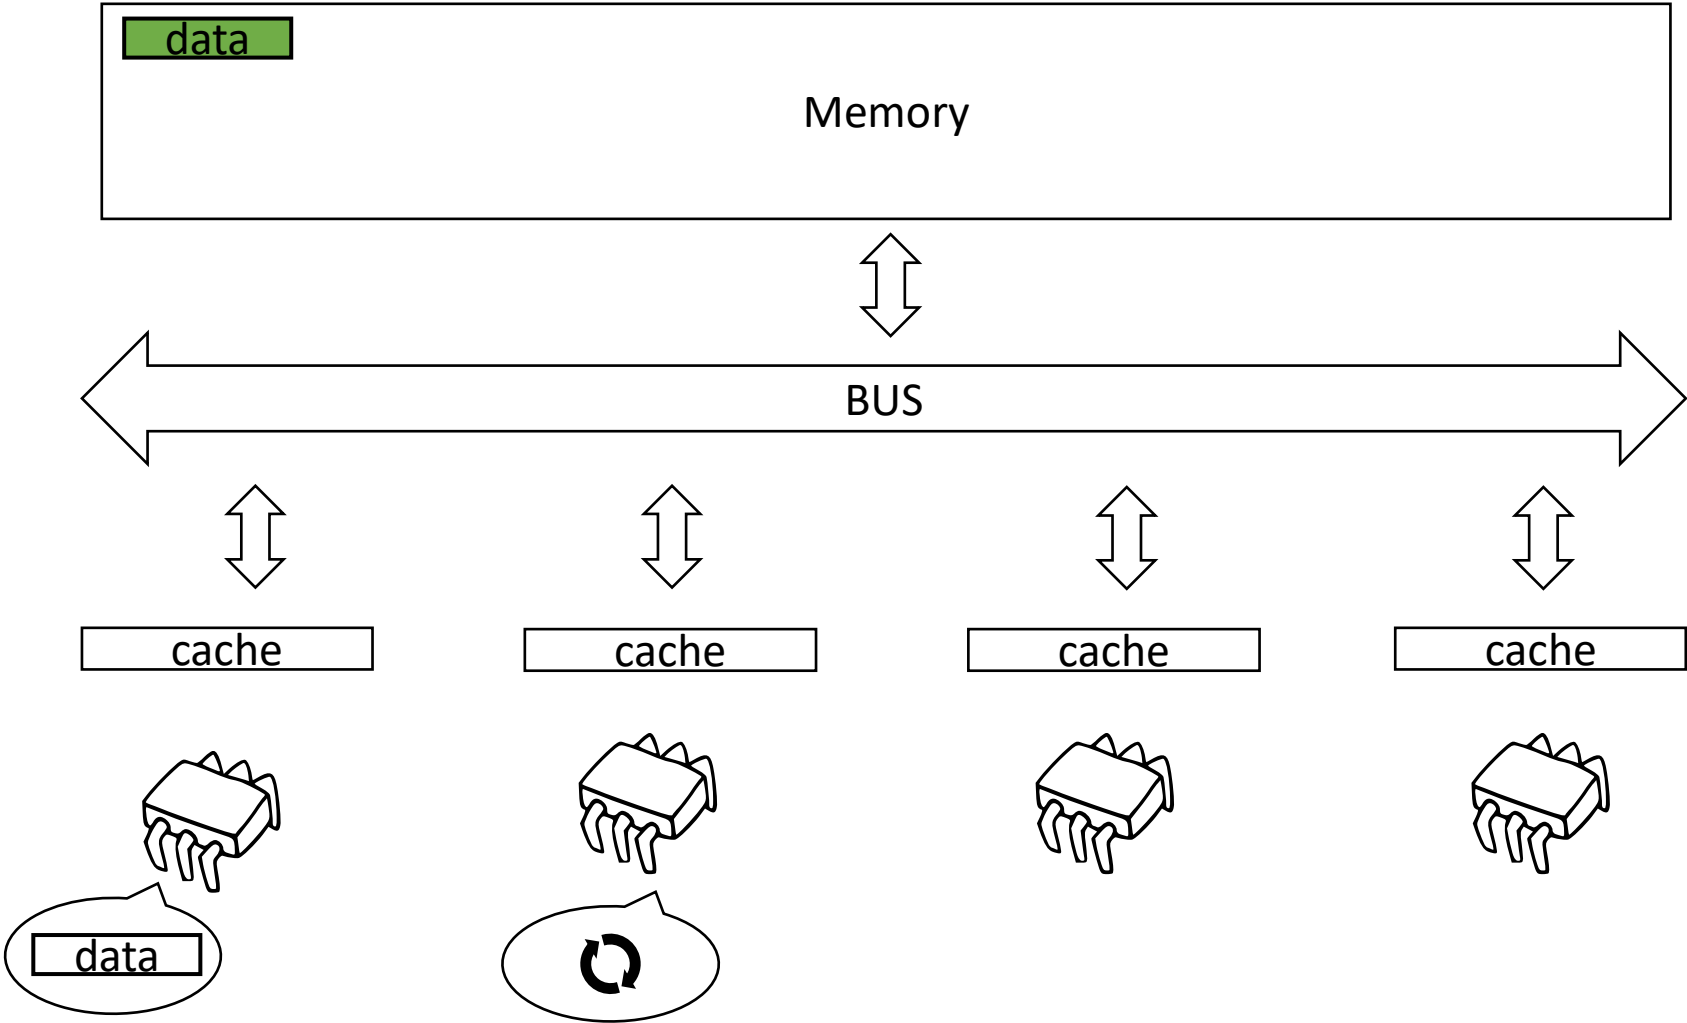 data
Memory
BUS
cache
cache
cache
cache
data